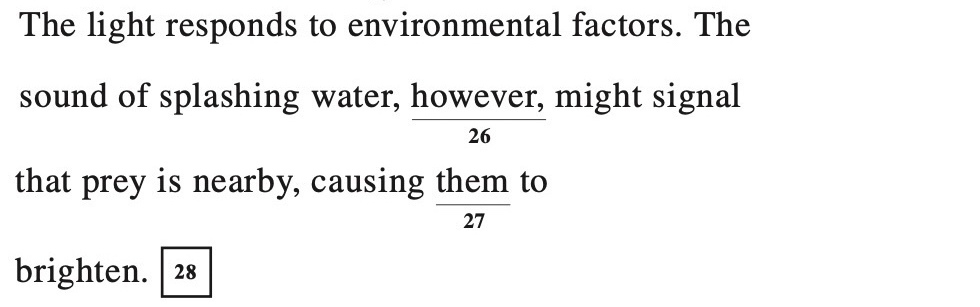 The light responds to environmental factors. The
sound of splashing water, however, might signal
26
that prey is nearby, causing them to
27
brighten. 28